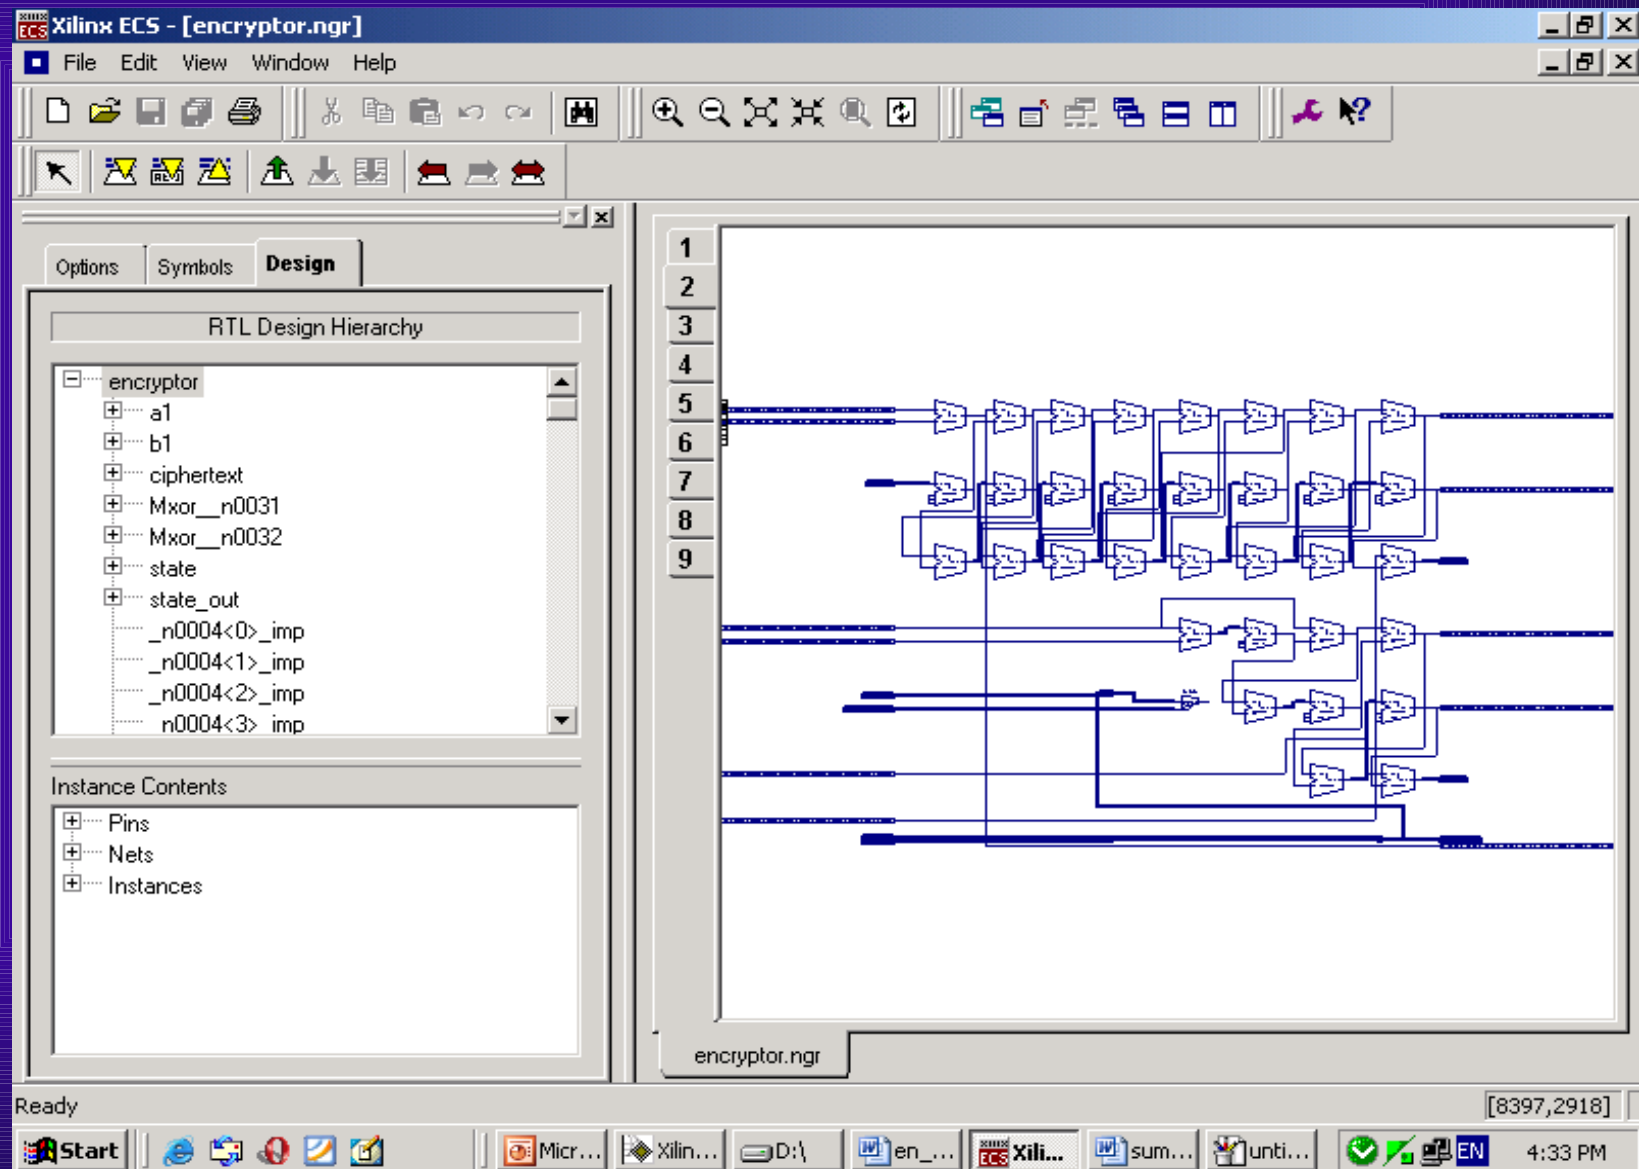 Xilinx ECS - [encryptor.ngr]
File Edit View Window Help
Options Symbols Design
RTL Design Hierarchy
encryptor
a1
b1
ciphertext
Mxor__n0031
Mxor__n0032
state
state_out
_n0004<0>_imp
_n0004<1>_imp
_n0004<2>_imp
_n0004<3>_imp
Instance Contents
Pins
Nets
Instances
1
2
3
4
5
6
7
8
9
encryptor.ngr
Ready
[8397,2918]
Start Micr... Xilin... D:\ en_... Xili... sum... unti... EN 4:33 PM